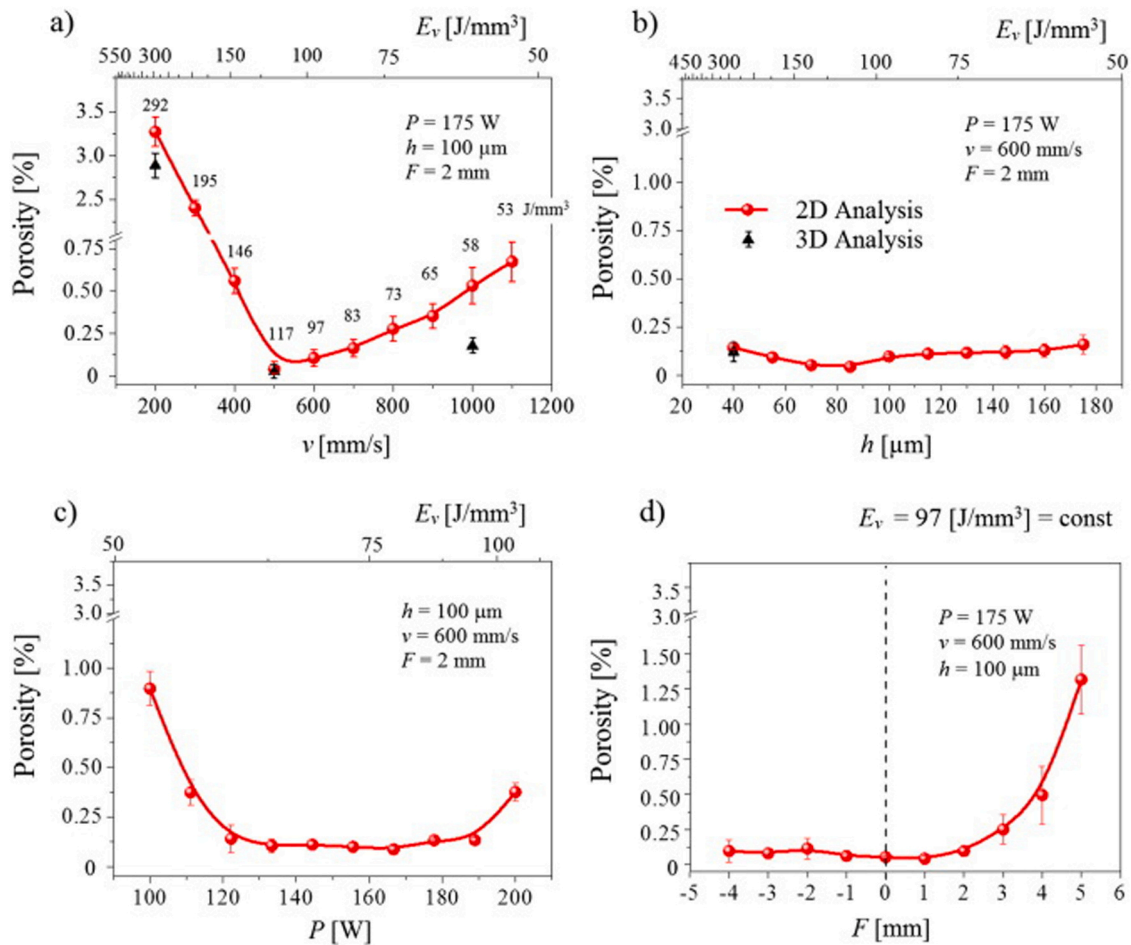 a)
E_v [J/mm³]
550 300 150 100 75 50
292
195
146
117
97
83
73
65
58
53 J/mm³
P = 175 W
h = 100 µm
F = 2 mm
Porosity [%]
3.5
3.0
2.5
0.75
0.50
0.25
0
200 400 600 800 1000 1200
v [mm/s]
b)
E_v [J/mm³]
450 300 150 100 75 50
P = 175 W
v = 600 mm/s
F = 2 mm
2D Analysis
3D Analysis
Porosity [%]
3.5
3.0
1.00
0.75
0.50
0.25
0
20 40 60 80 100 120 140 160 180
h [µm]
c)
E_v [J/mm³]
50 75 100
h = 100 µm
v = 600 mm/s
F = 2 mm
Porosity [%]
3.5
3.0
1.00
0.75
0.50
0.25
0
100 120 140 160 180 200
P [W]
d)
E_v = 97 [J/mm³] = const
P = 175 W
v = 600 mm/s
h = 100 µm
Porosity [%]
3.5
3.0
1.50
1.25
1.00
0.75
0.50
0.25
0
-5 -4 -3 -2 -1 0 1 2 3 4 5 6
F [mm]